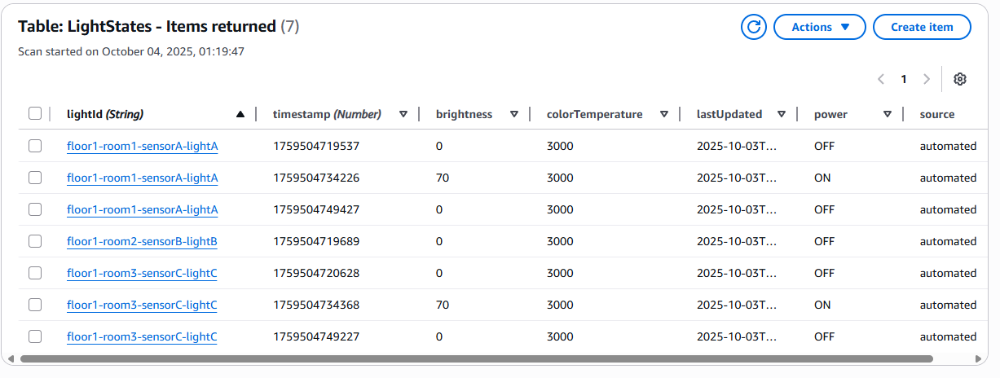 Table: LightStates - Items returned (7)
Actions
Create item
Scan started on October 04, 2025, 01:19:47
1
lightId (String) timestamp (Number) brightness colorTemperature lastUpdated power source
floor1-room1-sensorA-lightA 1759504719537 0 3000 2025-10-03T... OFF automated
floor1-room1-sensorA-lightA 1759504734226 70 3000 2025-10-03T... ON automated
floor1-room1-sensorA-lightA 1759504749427 0 3000 2025-10-03T... OFF automated
floor1-room2-sensorB-lightB 1759504719689 0 3000 2025-10-03T... OFF automated
floor1-room3-sensorC-lightC 1759504720628 0 3000 2025-10-03T... OFF automated
floor1-room3-sensorC-lightC 1759504734368 70 3000 2025-10-03T... ON automated
floor1-room3-sensorC-lightC 1759504749227 0 3000 2025-10-03T... OFF automated